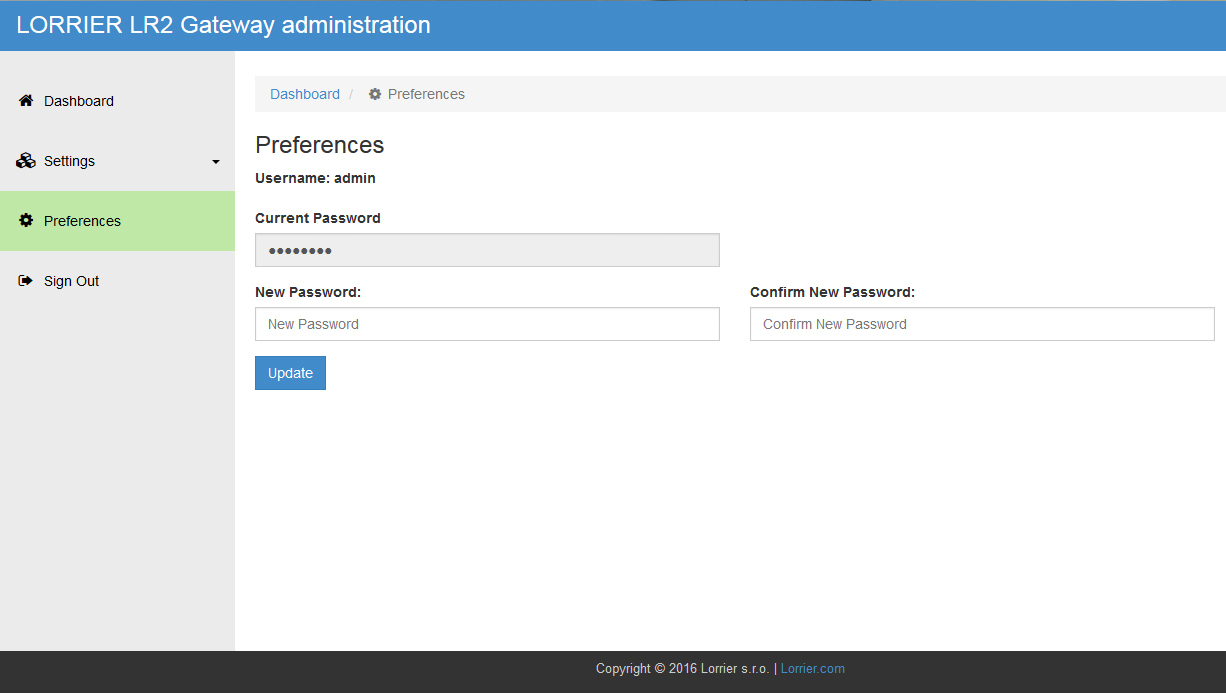 LORRIER LR2 Gateway administration
Dashboard
Settings
Preferences
Sign Out
Dashboard / Preferences
Preferences
Username: admin
Current Password
••••••••
New Password:
New Password
Confirm New Password:
Confirm New Password
Update
Copyright © 2016 Lorrier s.r.o. | Lorrier.com